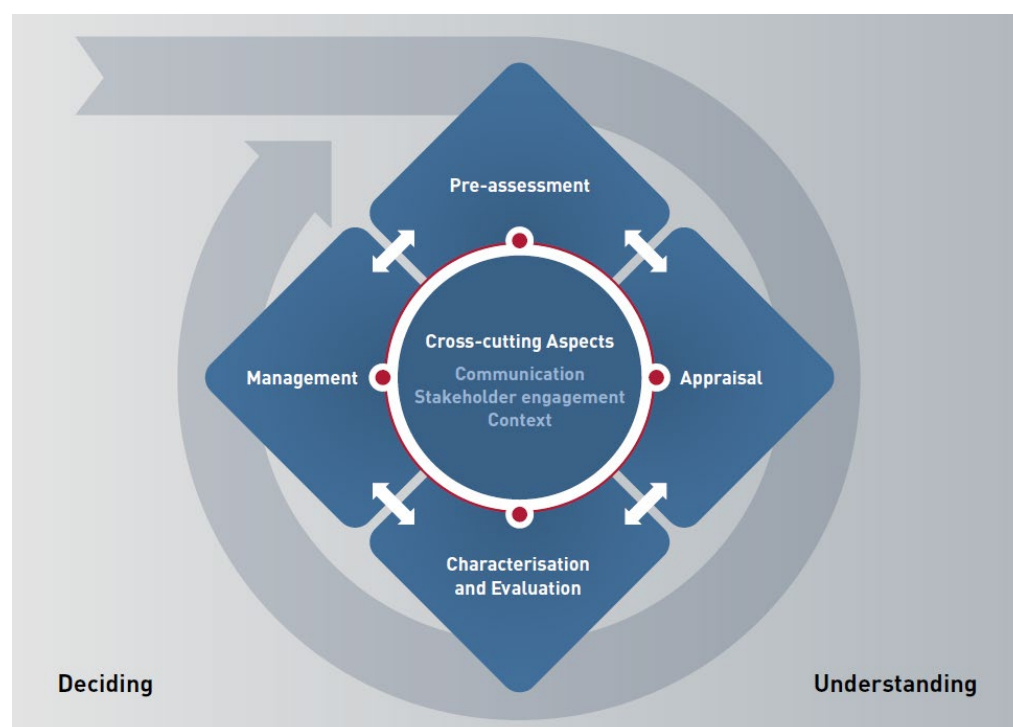 Pre-assessment
Cross-cutting Aspects
Communication
Stakeholder engagement
Context
Management
Appraisal
Characterisation
and Evaluation
Deciding
Understanding